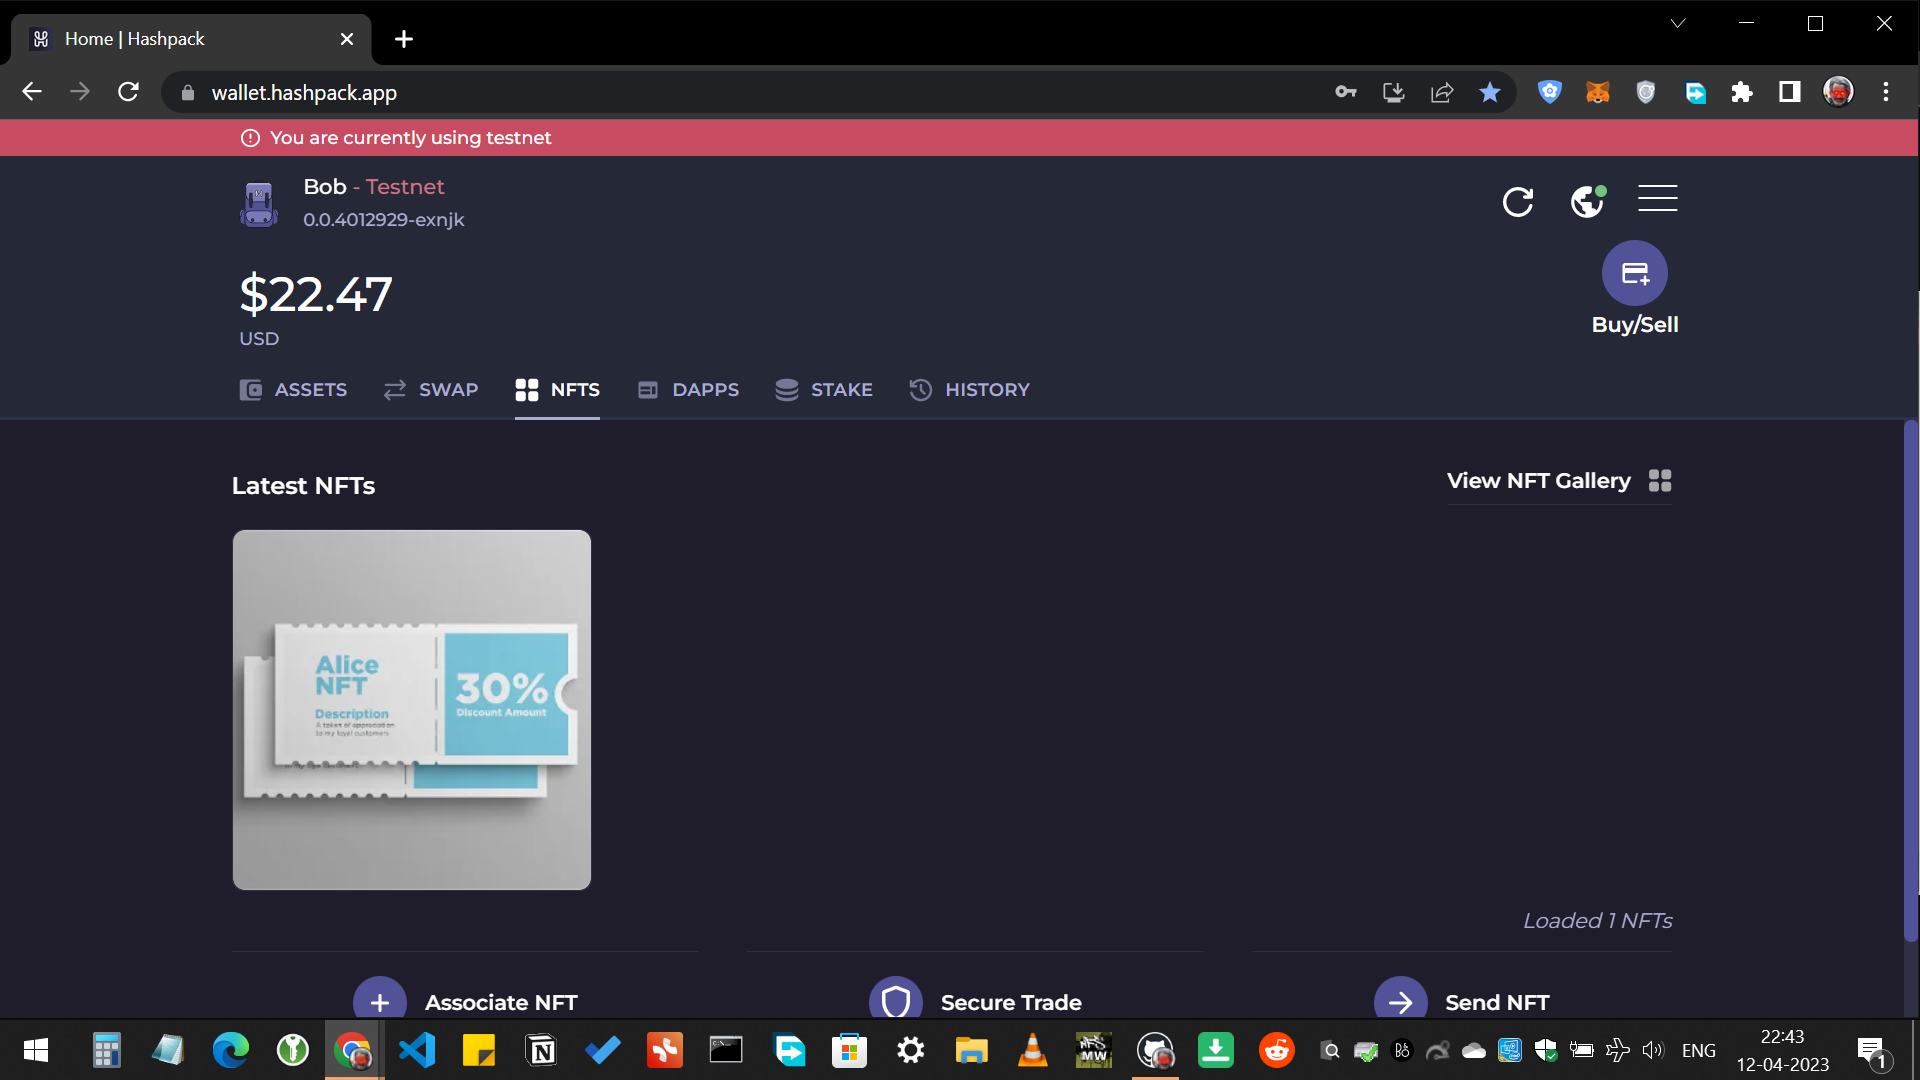 Home | Hashpack
wallet.hashpack.app
You are currently using testnet
Bob - Testnet
0.0.4012929-exnjk
$22.47
USD
Buy/Sell
ASSETS
SWAP
NFTS
DAPPS
STAKE
HISTORY
Latest NFTs
View NFT Gallery
Alice
NFT
Description
A token of appreciation
to my loyal customers
30%
Discount Amount
Loaded 1 NFTs
Associate NFT
Secure Trade
Send NFT
MW
ENG
22:43
12-04-2023
1